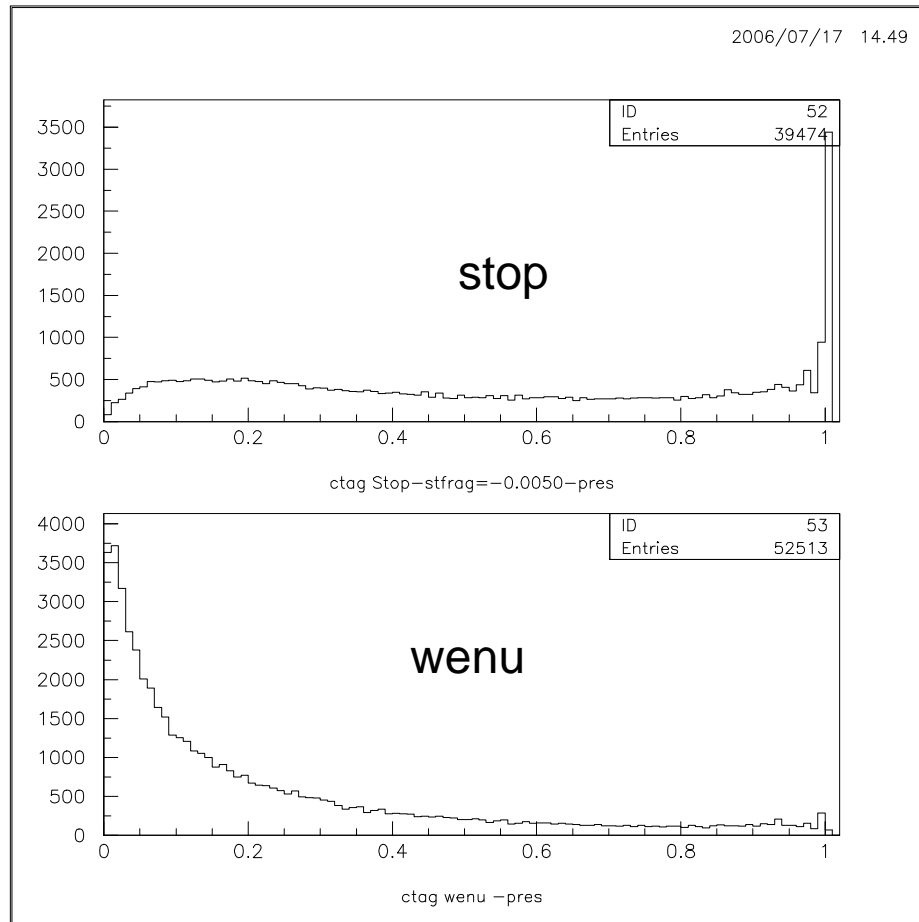 2006/07/17 14.49
ID 52
Entries 39474
3500
3000
2500
2000
1500
1000
500
0
stop
0 0.2 0.4 0.6 0.8 1
ctag Stop-stfrag=-0.0050-pres
ID 53
Entries 52513
4000
3500
3000
2500
2000
1500
1000
500
0
wenu
0 0.2 0.4 0.6 0.8 1
ctag wenu -pres